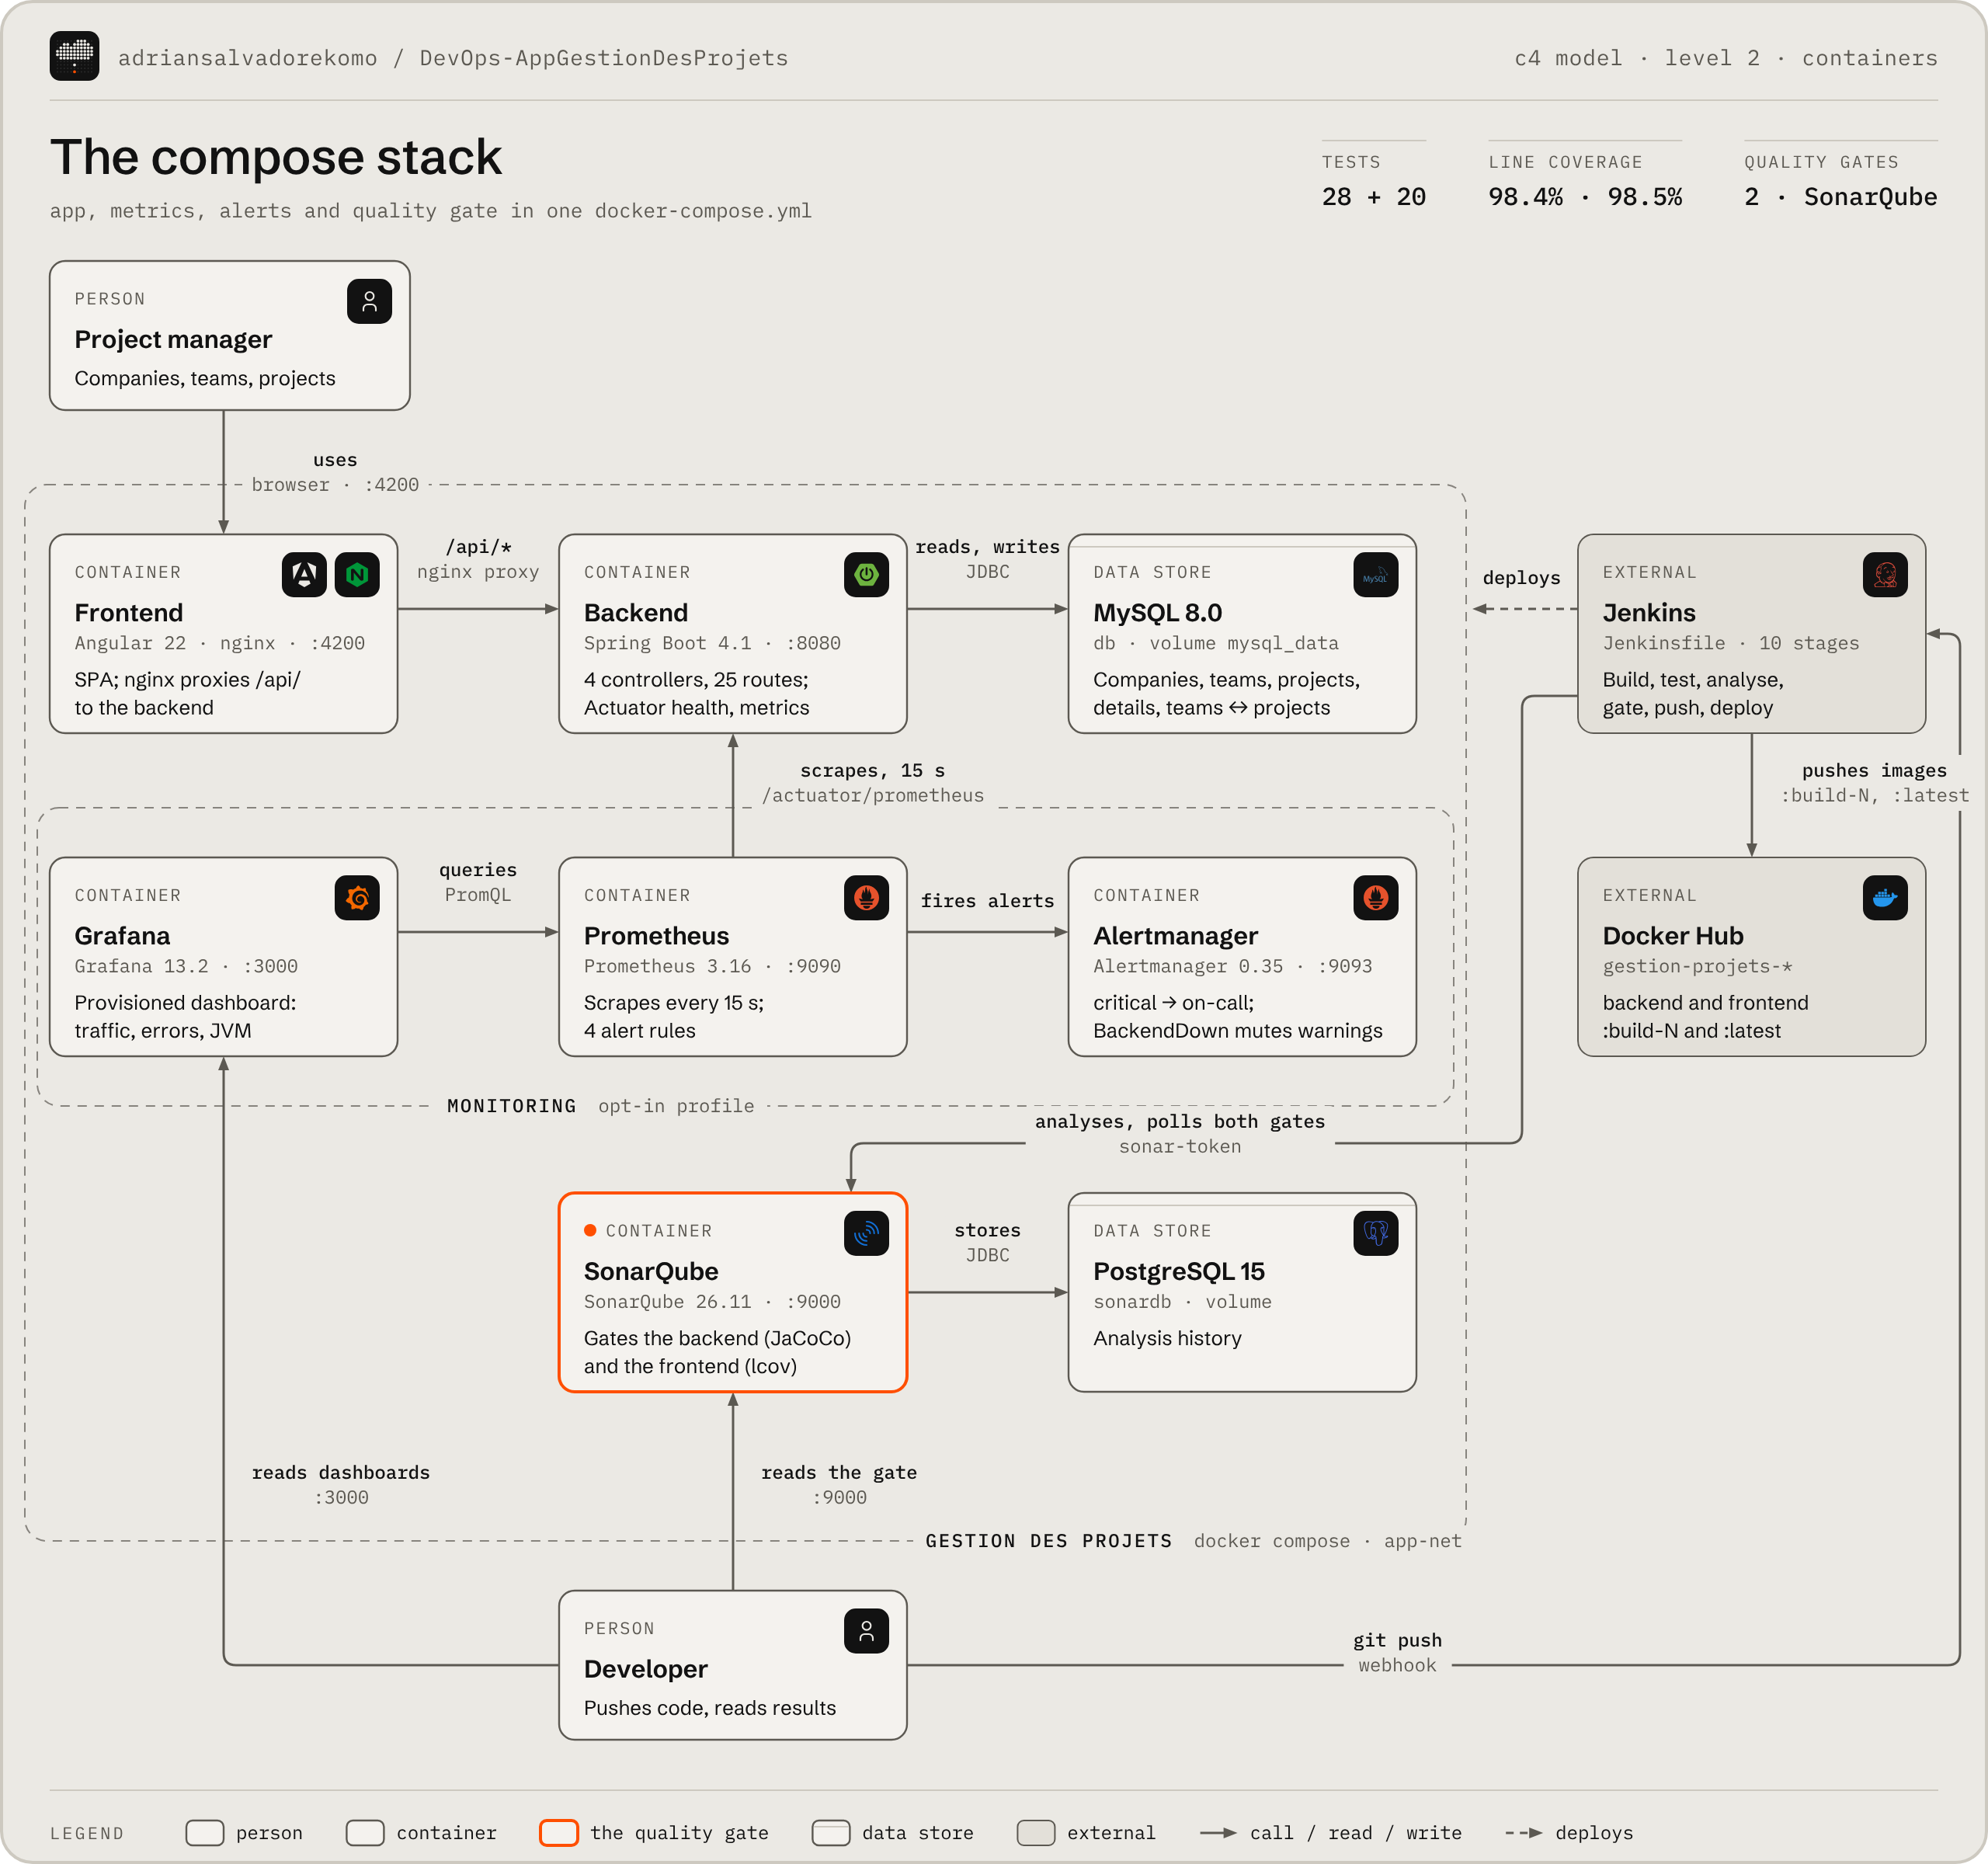 adriansalvadorekomo / DevOps-AppGestionDesProjets
c4 model · level 2 · containers
The compose stack
app, metrics, alerts and quality gate in one docker-compose.yml
TESTS
28 + 20
LINE COVERAGE
98.4% · 98.5%
QUALITY GATES
2 · SonarQube
PERSON
Project manager
Companies, teams, projects
uses
browser · :4200
CONTAINER
Frontend
Angular 22 · nginx · :4200
SPA; nginx proxies /api/
to the backend
/api/*
nginx proxy
CONTAINER
Backend
Spring Boot 4.1 · :8080
4 controllers, 25 routes;
Actuator health, metrics
reads, writes
JDBC
DATA STORE
MySQL
MySQL 8.0
db · volume mysql_data
Companies, teams, projects,
details, teams ↔ projects
deploys
EXTERNAL
Jenkins
Jenkinsfile · 10 stages
Build, test, analyse,
gate, push, deploy
scrapes, 15 s
/actuator/prometheus
pushes images
:build-N, :latest
CONTAINER
Grafana
Grafana 13.2 · :3000
Provisioned dashboard:
traffic, errors, JVM
queries
PromQL
CONTAINER
Prometheus
Prometheus 3.16 · :9090
Scrapes every 15 s;
4 alert rules
fires alerts
CONTAINER
Alertmanager
Alertmanager 0.35 · :9093
critical → on-call;
BackendDown mutes warnings
EXTERNAL
Docker Hub
gestion-projets-*
backend and frontend
:build-N and :latest
MONITORING opt-in profile
analyses, polls both gates
sonar-token
CONTAINER
SonarQube
SonarQube 26.11 · :9000
Gates the backend (JaCoCo)
and the frontend (lcov)
stores
JDBC
DATA STORE
PostgreSQL 15
sonardb · volume
Analysis history
reads dashboards
:3000
reads the gate
:9000
GESTION DES PROJETS docker compose · app-net
PERSON
Developer
Pushes code, reads results
git push
webhook
LEGEND
person
container
the quality gate
data store
external
call / read / write
deploys